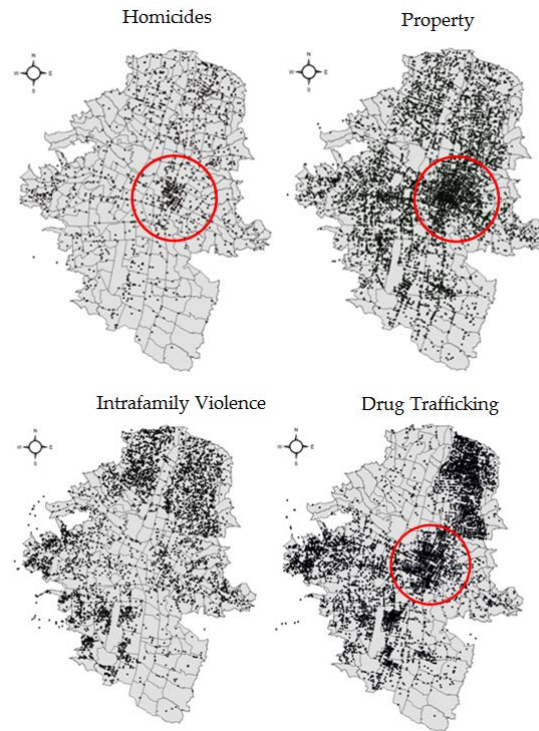 Homicides
Property
N
W E
S
N
W E
S
Intrafamily Violence
Drug Trafficking
N
W E
S
N
W E
S